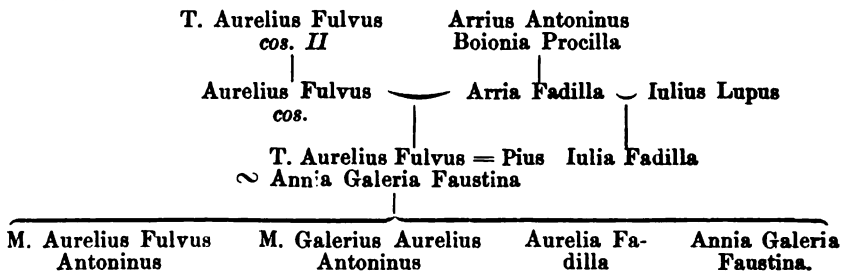 T. Aurelius Fulvus Arrius Antoninus
cos. II Boionia Procilla
Aurelius Fulvus Arria Fadilla Iulius Lupus
cos.
T. Aurelius Fulvus = Pius Iulia Fadilla
∾ Annia Galeria Faustina
M. Aurelius Fulvus M. Galerius Aurelius Aurelia Fa- Annia Galeria
Antoninus Antoninus dilla Faustina.